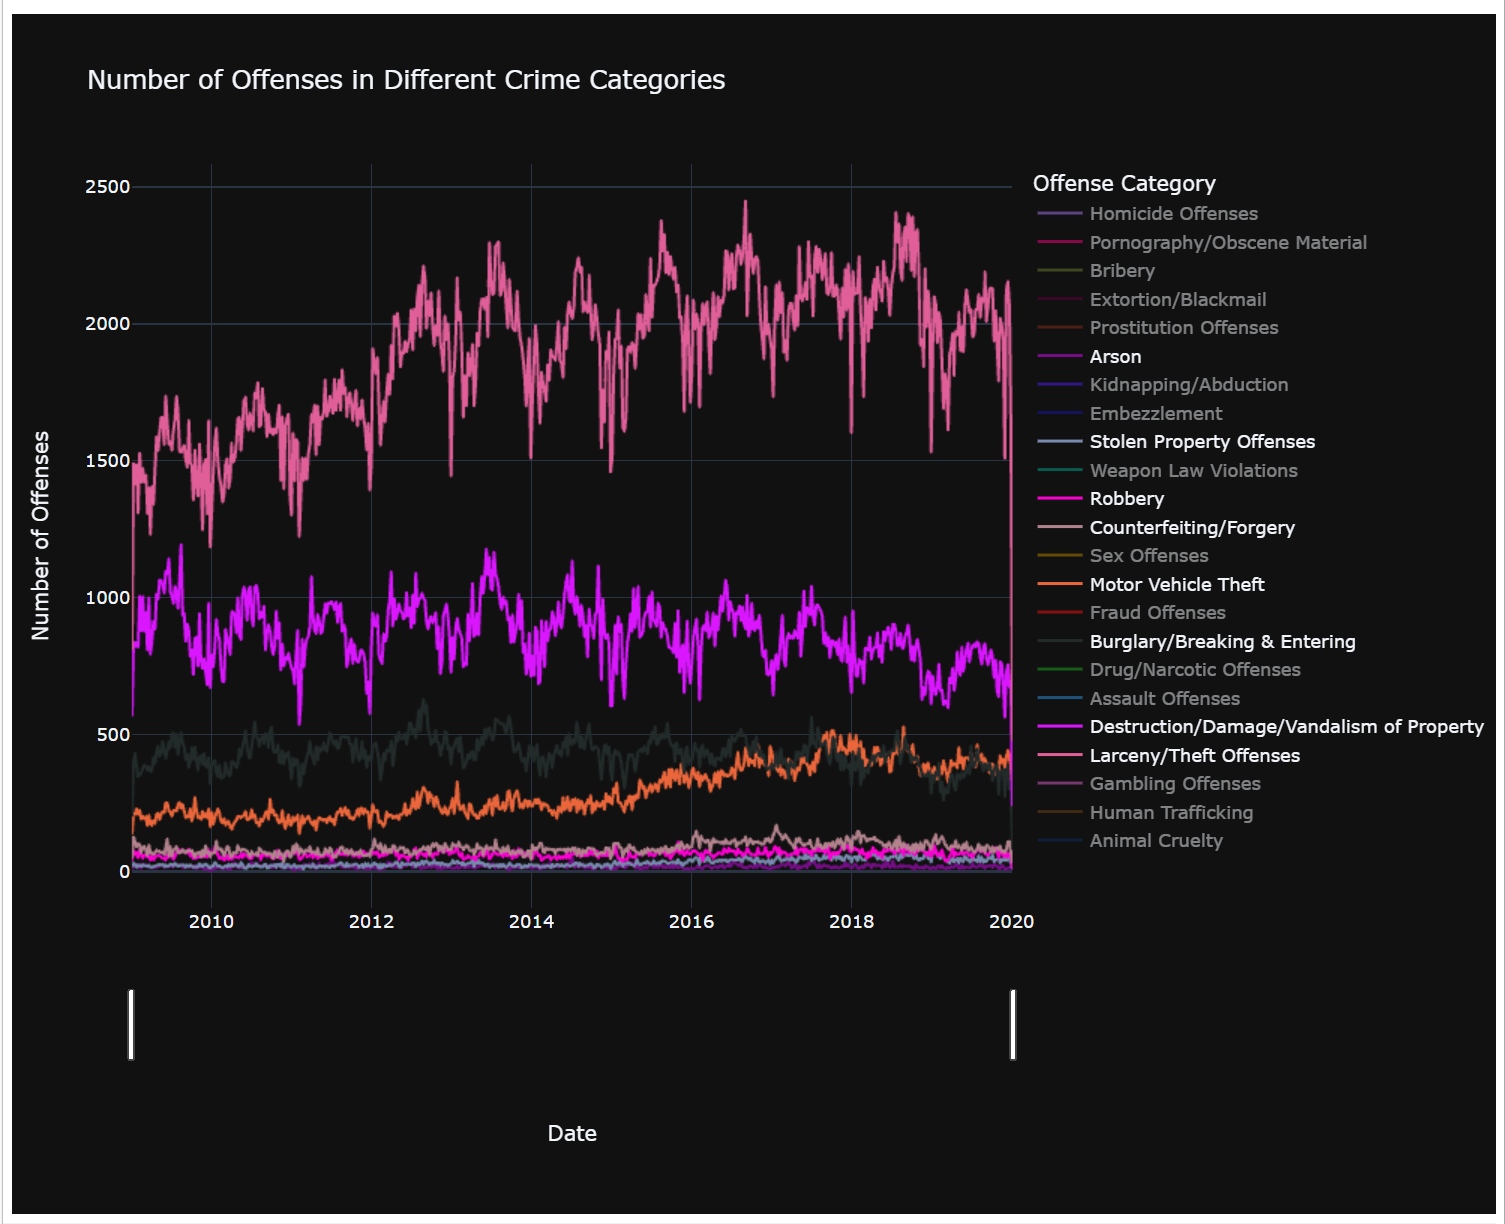 Number of Offenses in Different Crime Categories
Number of Offenses
2500
2000
1500
1000
500
0
2010
2012
2014
2016
2018
2020
Date
Offense Category
Homicide Offenses
Pornography/Obscene Material
Bribery
Extortion/Blackmail
Prostitution Offenses
Arson
Kidnapping/Abduction
Embezzlement
Stolen Property Offenses
Weapon Law Violations
Robbery
Counterfeiting/Forgery
Sex Offenses
Motor Vehicle Theft
Fraud Offenses
Burglary/Breaking & Entering
Drug/Narcotic Offenses
Assault Offenses
Destruction/Damage/Vandalism of Property
Larceny/Theft Offenses
Gambling Offenses
Human Trafficking
Animal Cruelty